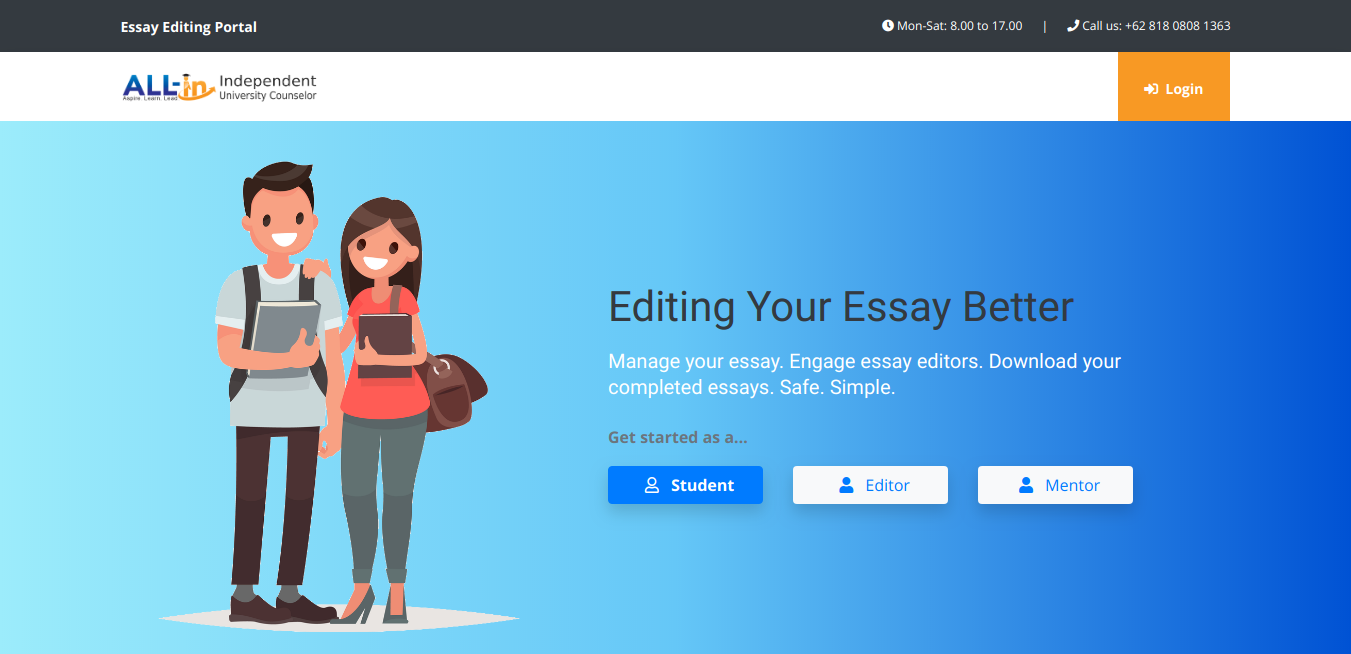 Essay Editing Portal
Mon-Sat: 8.00 to 17.00 | Call us: +62 818 0808 1363
ALL-in Independent
Aspire. Learn. Lead. University Counselor
Login
Editing Your Essay Better
Manage your essay. Engage essay editors. Download your
completed essays. Safe. Simple.
Get started as a...
Student
Editor
Mentor